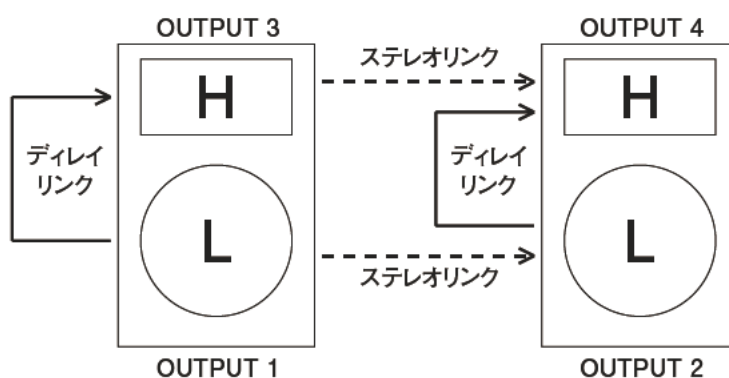 OUTPUT 3
OUTPUT 4
ステレオリンク
H
H
ディレイ
リンク
ディレイ
リンク
L
L
ステレオリンク
OUTPUT 1
OUTPUT 2